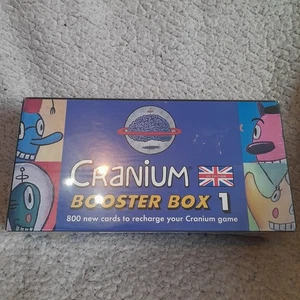 CRANIUM
BOOSTER BOX 1
800 new cards to recharge your Cranium game